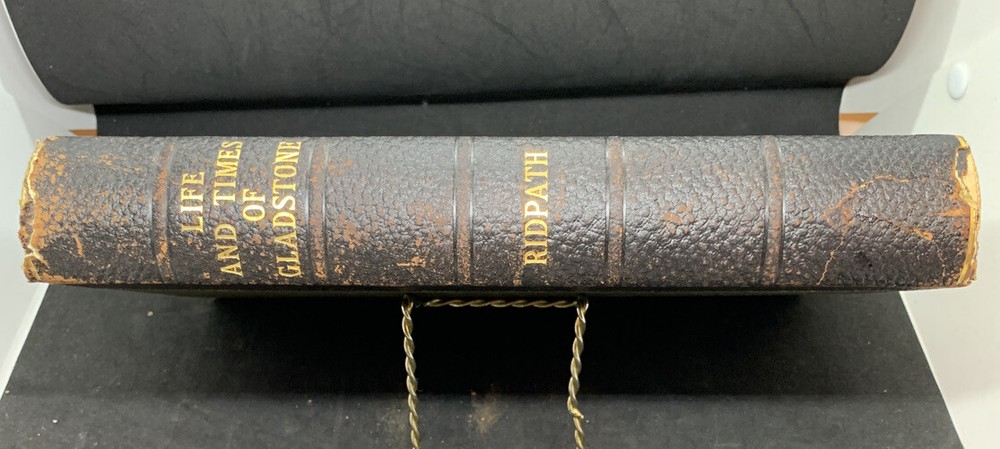 LIFE
AND TIMES
OF
GLADSTONE
RIDPATH